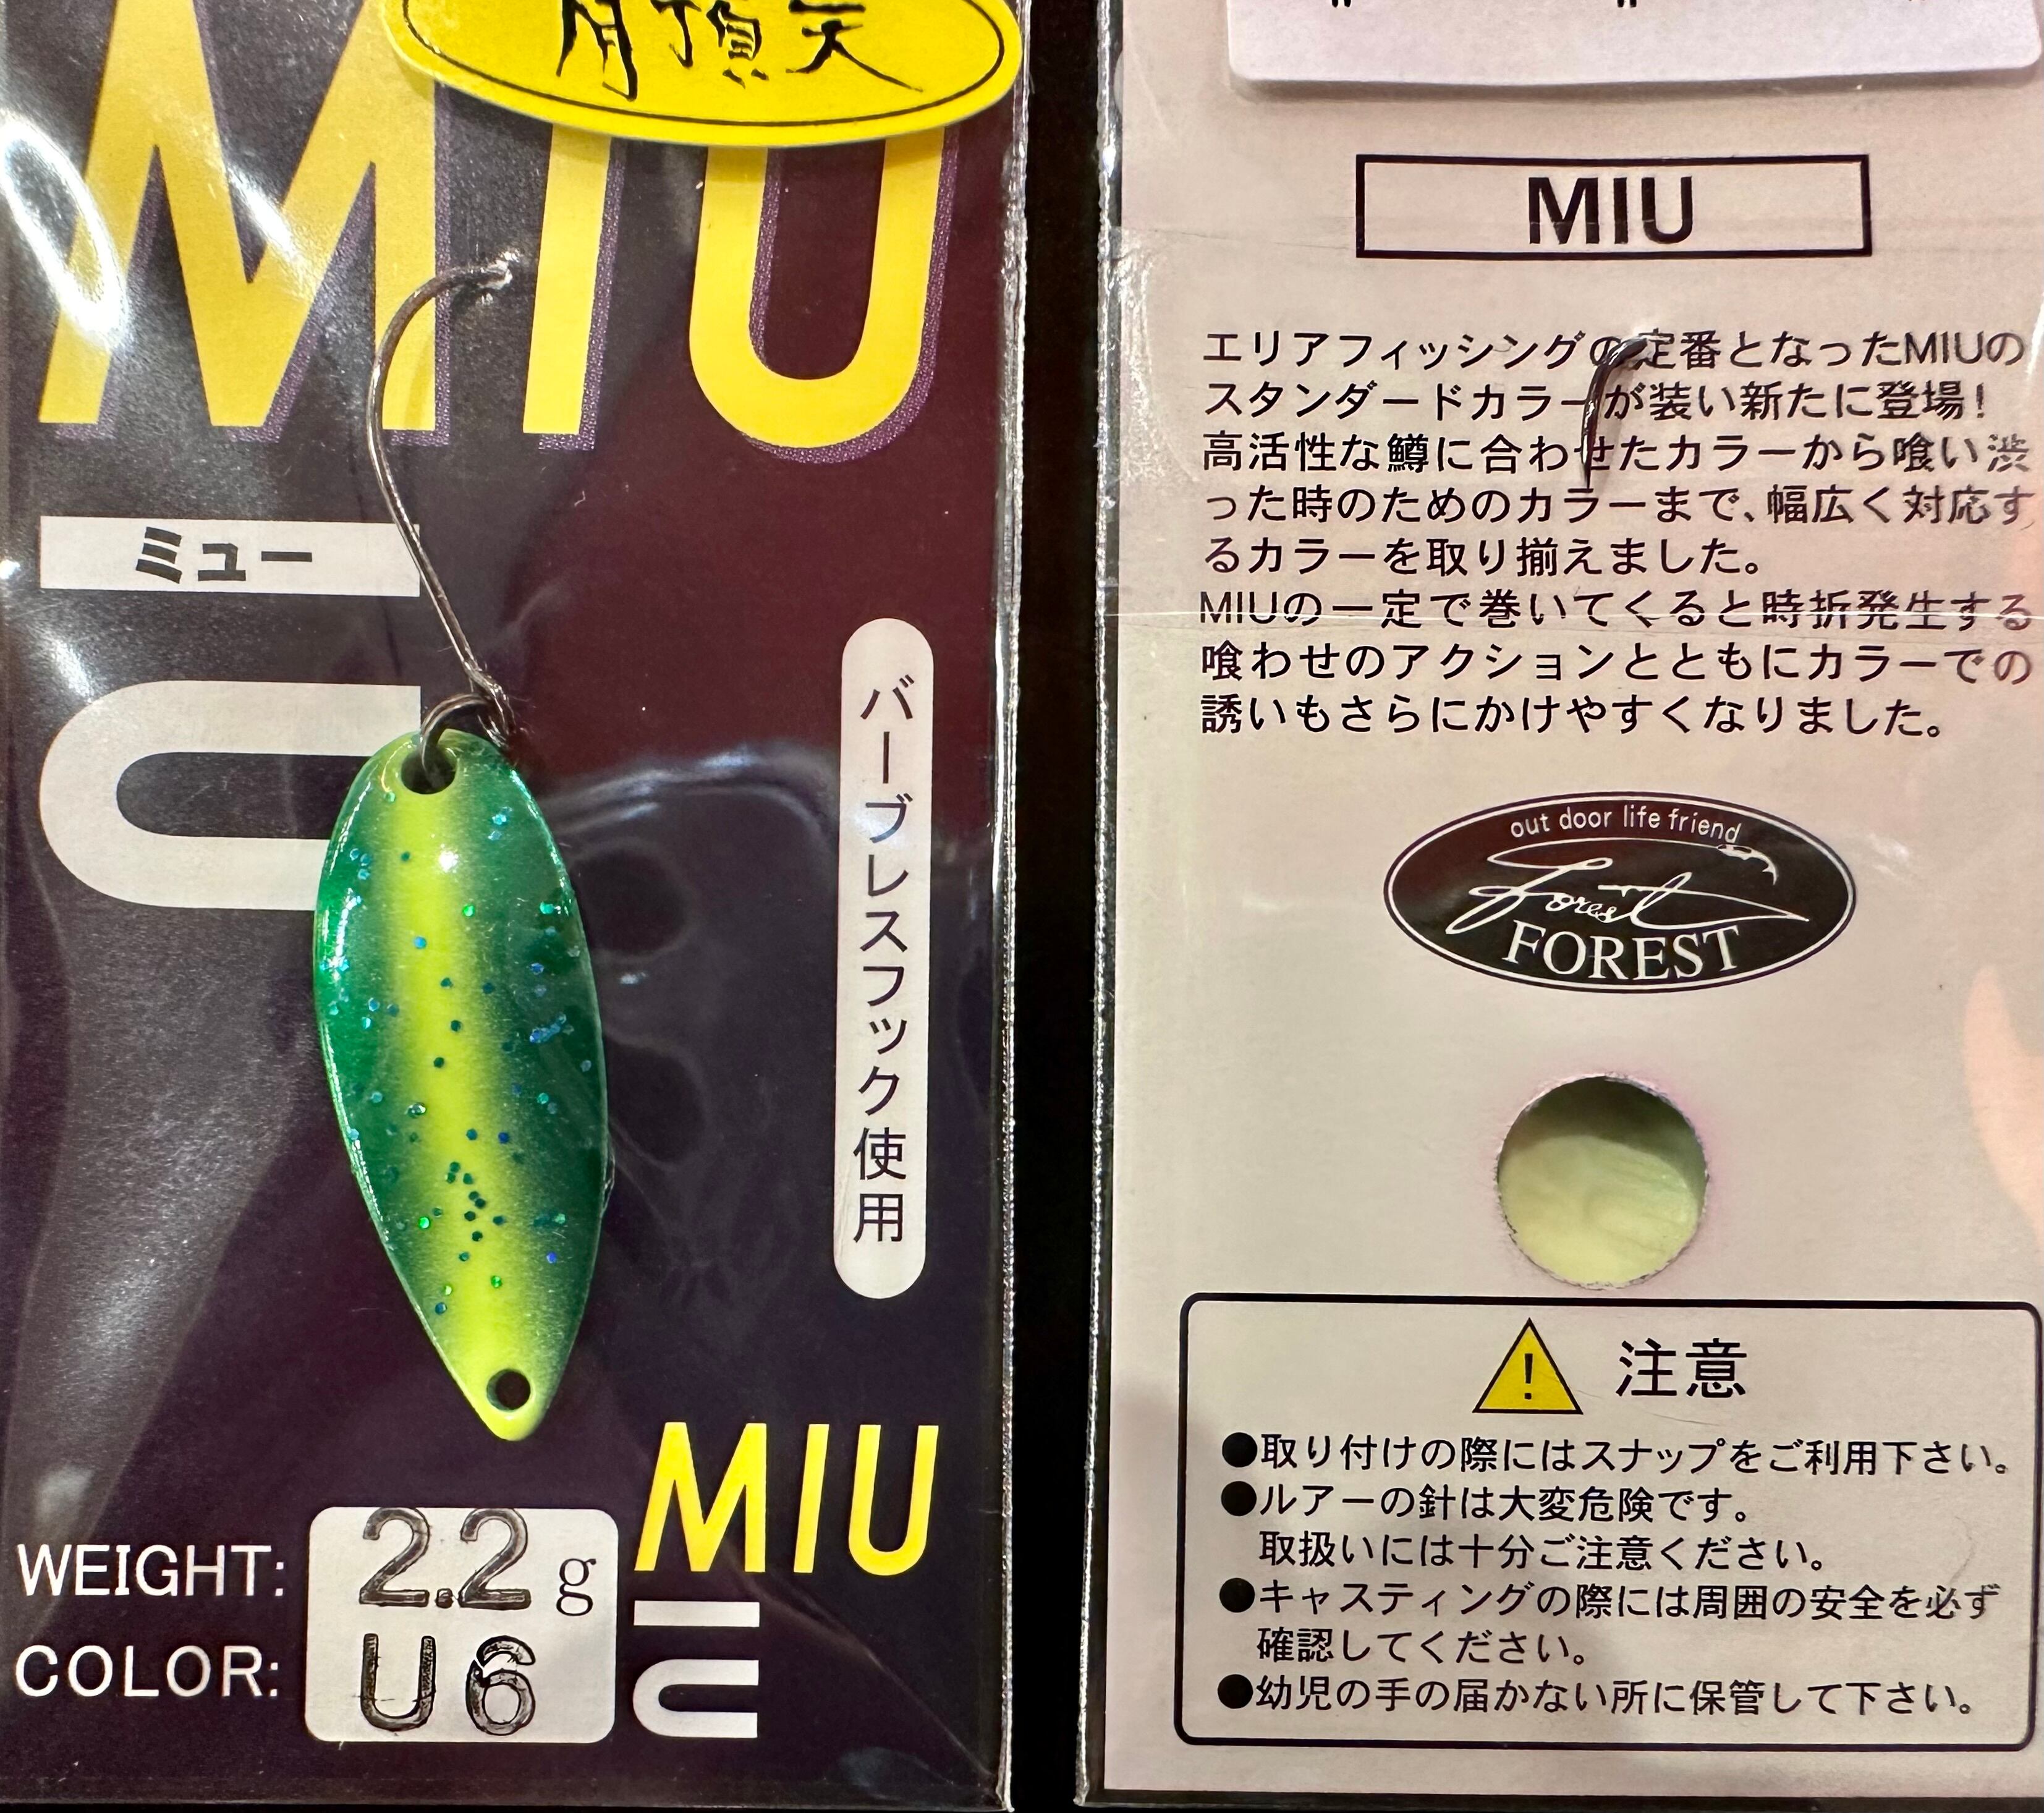 有頂天
MIU
ミュー
バーブレスフック使用
MIU
WEIGHT: 2.2g
COLOR: U6
MIU
エリアフィッシングの定番となったMIUの
スタンダードカラーが装い新たに登場！
高活性な鱒に合わせたカラーから喰い渋
った時のためのカラーまで、幅広く対応す
るカラーを取り揃えました。
MIUの一定で巻いてくると時折発生する
喰わせのアクションとともにカラーでの
誘いもさらにかけやすくなりました。
out door life friend
Forest
FOREST
注意
●取り付けの際にはスナップをご利用下さい。
●ルアーの針は大変危険です。
取扱いには十分ご注意ください。
●キャスティングの際には周囲の安全を必ず
確認してください。
●幼児の手の届かない所に保管して下さい。